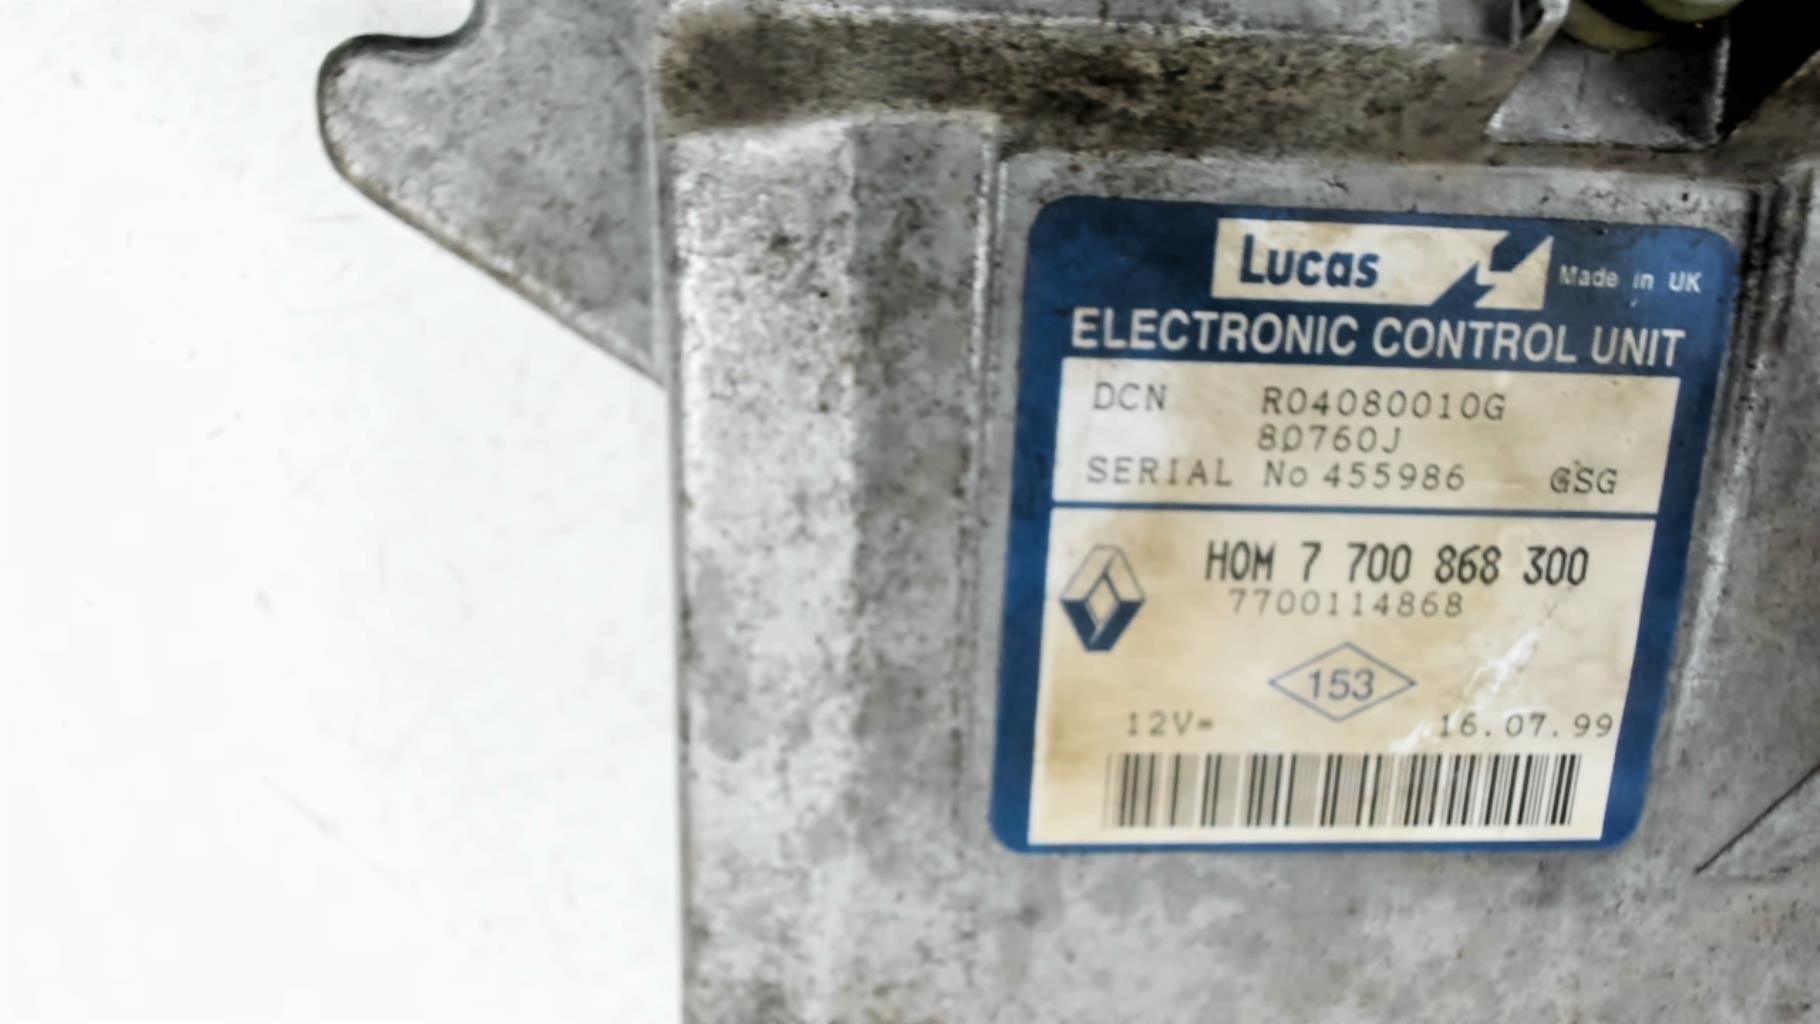 Lucas Made in UK
ELECTRONIC CONTROL UNIT
DCN R04080010G
80760J
SERIAL No 455986 GSG
HOM 7 700 868 300
7700114868
153
12V= 16.07.99